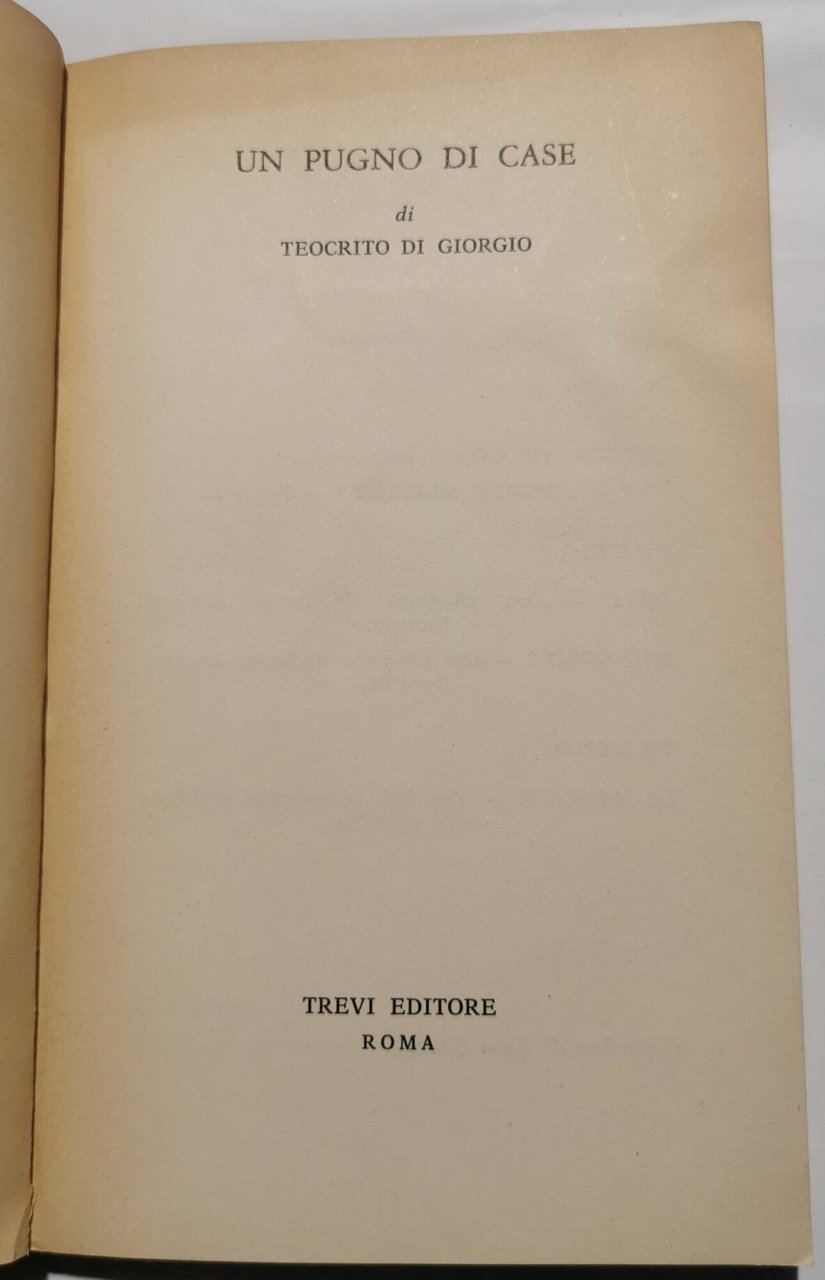 UN PUGNO DI CASE
di
TEOCRITO DI GIORGIO
TREVI EDITORE
ROMA